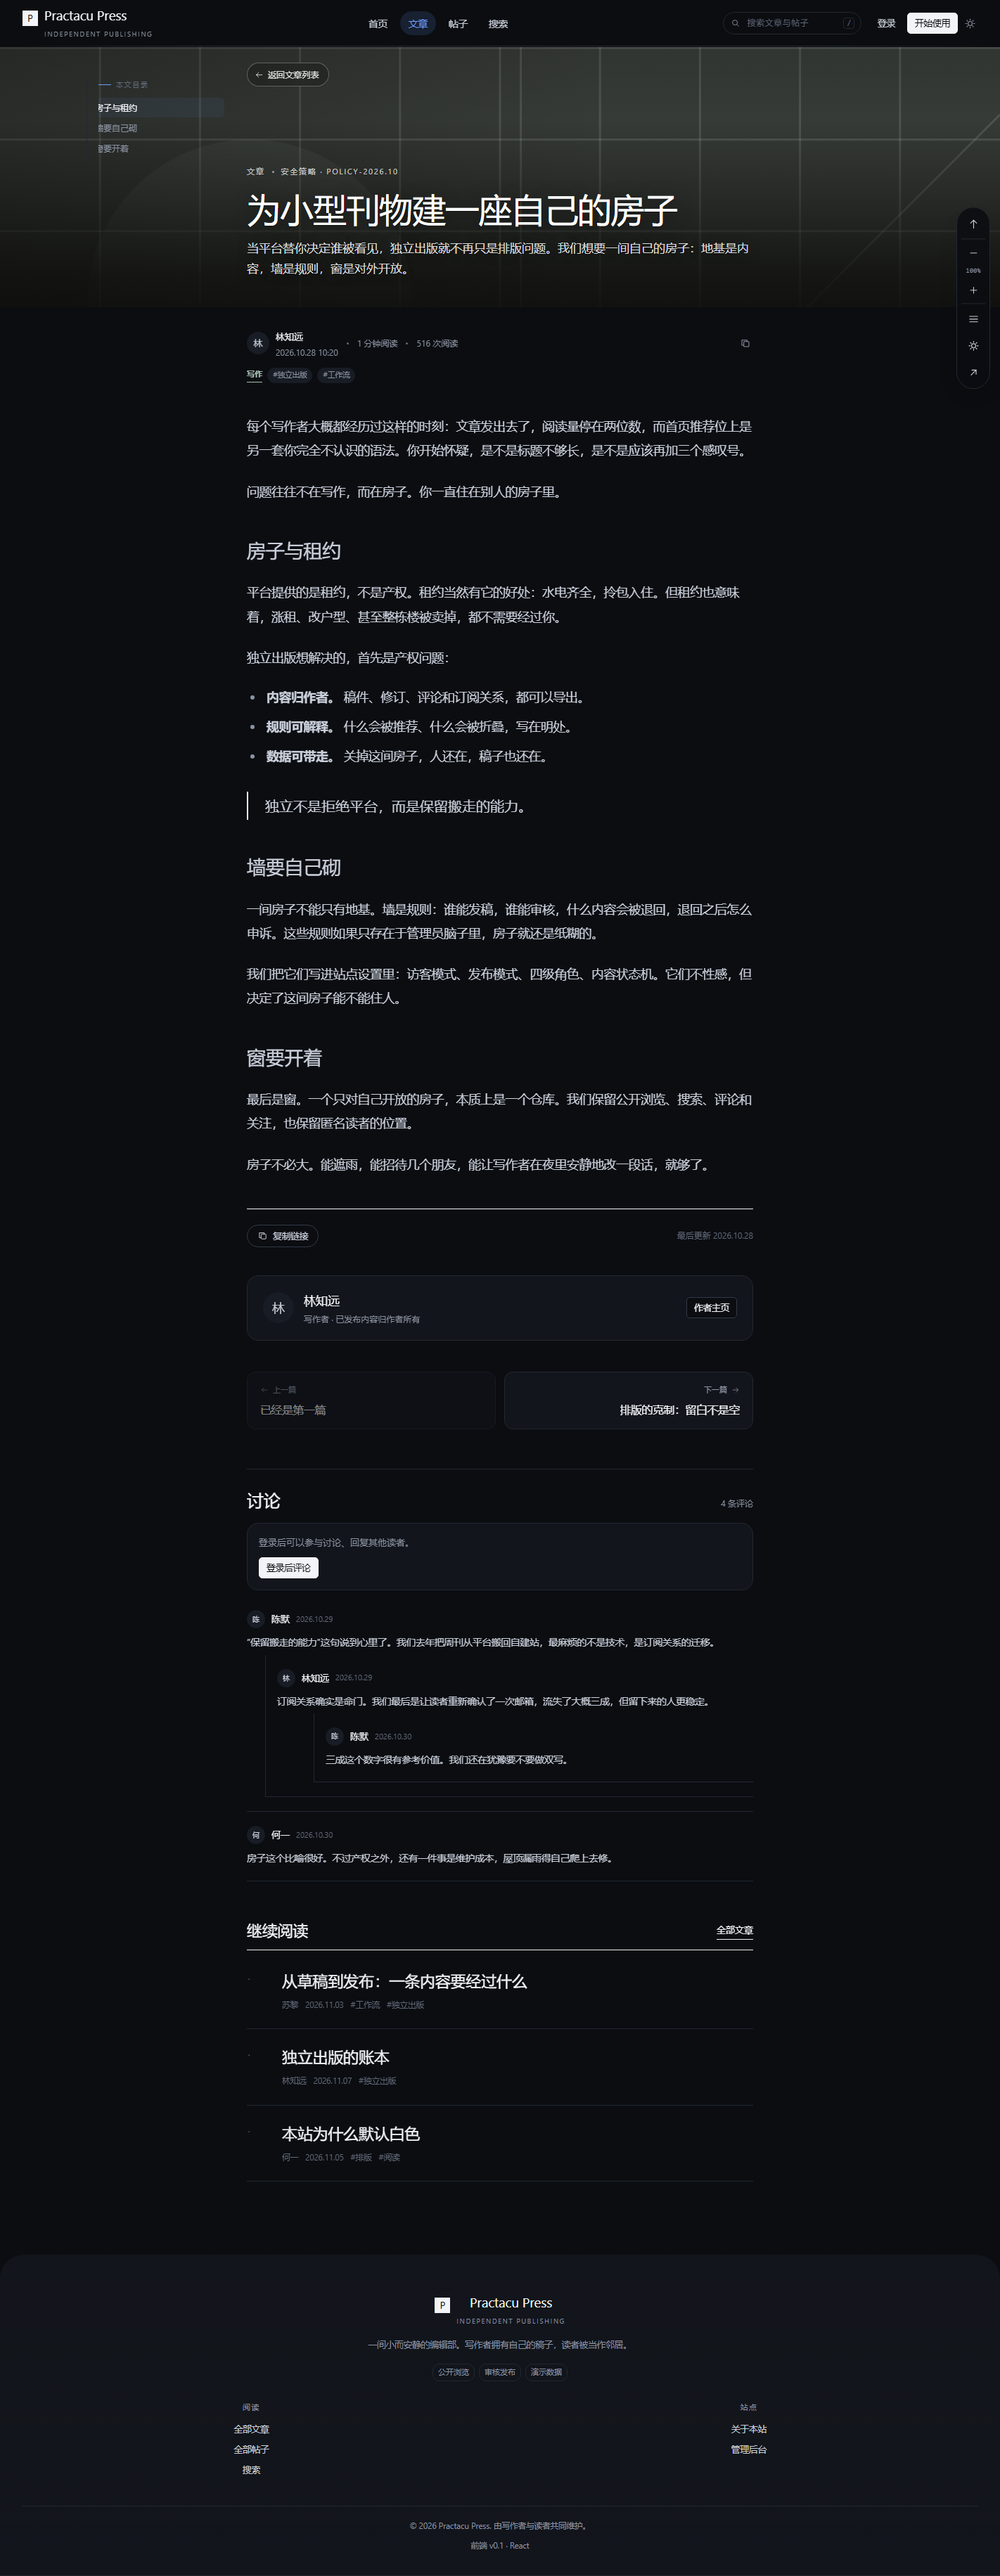 P Practacu Press
INDEPENDENT PUBLISHING
首页 文章 帖子 搜索
搜索文章与帖子 /
登录 开始使用
← 返回文章列表
本文目录
房子与租约
墙要自己砌
窗要开着
文章 • 安全策略 · POLICY-2026.10
为小型刊物建一座自己的房子
当平台替你决定谁被看见，独立出版就不再只是排版问题。我们想要一间自己的房子：地基是内
容，墙是规则，窗是对外开放。
100%
林 林知远
2026.10.28 10:20 • 1 分钟阅读 • 516 次阅读
写作 #独立出版 #工作流
每个写作者大概都经历过这样的时刻：文章发出去了，阅读量停在两位数，而首页推荐位上是
另一套你完全不认识的语法。你开始怀疑，是不是标题不够长，是不是应该再加三个感叹号。
问题往往不在写作，而在房子。你一直住在别人的房子里。
房子与租约
平台提供的是租约，不是产权。租约当然有它的好处：水电齐全，拎包入住。但租约也意味
着，涨租、改户型、甚至整栋楼被卖掉，都不需要经过你。
独立出版想解决的，首先是产权问题：
• 内容归作者。 稿件、修订、评论和订阅关系，都可以导出。
• 规则可解释。 什么会被推荐、什么会被折叠，写在明处。
• 数据可带走。 关掉这间房子，人还在，稿子也还在。
独立不是拒绝平台，而是保留搬走的能力。
墙要自己砌
一间房子不能只有地基。墙是规则：谁能发稿，谁能审核，什么内容会被退回，退回之后怎么
申诉。这些规则如果只存在于管理员脑子里，房子就还是纸糊的。
我们把它们写进站点设置里：访客模式、发布模式、四级角色、内容状态机。它们不性感，但
决定了这间房子能不能住人。
窗要开着
最后是窗。一个只对自己开放的房子，本质上是一个仓库。我们保留公开浏览、搜索、评论和
关注，也保留匿名读者的位置。
房子不必大。能遮雨，能招待几个朋友，能让写作者在夜里安静地改一段话，就够了。
复制链接 最后更新 2026.10.28
林 林知远
写作者 · 已发布内容归作者所有
作者主页
← 上一篇
已经是第一篇
下一篇 →
排版的克制：留白不是空
讨论 4 条评论
登录后可以参与讨论、回复其他读者。
登录后评论
陈 陈默 2026.10.29
“保留搬走的能力”这句说到心里了。我们去年把周刊从平台搬回自建站，最麻烦的不是技术，是订阅关系的迁移。
林 林知远 2026.10.29
订阅关系确实是命门。我们最后是让读者重新确认了一次邮箱，流失了大概三成，但留下来的人更稳定。
陈 陈默 2026.10.30
三成这个数字很有参考价值。我们还在犹豫要不要做双写。
何 何一 2026.10.30
房子这个比喻很好。不过产权之外，还有一件事是维护成本，屋顶漏雨得自己爬上去修。
继续阅读 全部文章
从草稿到发布：一条内容要经过什么
苏黎 2026.11.03 #工作流 #独立出版
独立出版的账本
林知远 2026.11.07 #独立出版
本站为什么默认白色
何一 2026.11.05 #排版 #阅读
P Practacu Press
INDEPENDENT PUBLISHING
一间小而安静的编辑部。写作者拥有自己的稿子，读者被当作邻居。
公开浏览 审核发布 演示数据
阅读
全部文章
全部帖子
搜索
站点
关于本站
管理后台
© 2026 Practacu Press. 由写作者与读者共同维护。
前端 v0.1 · React